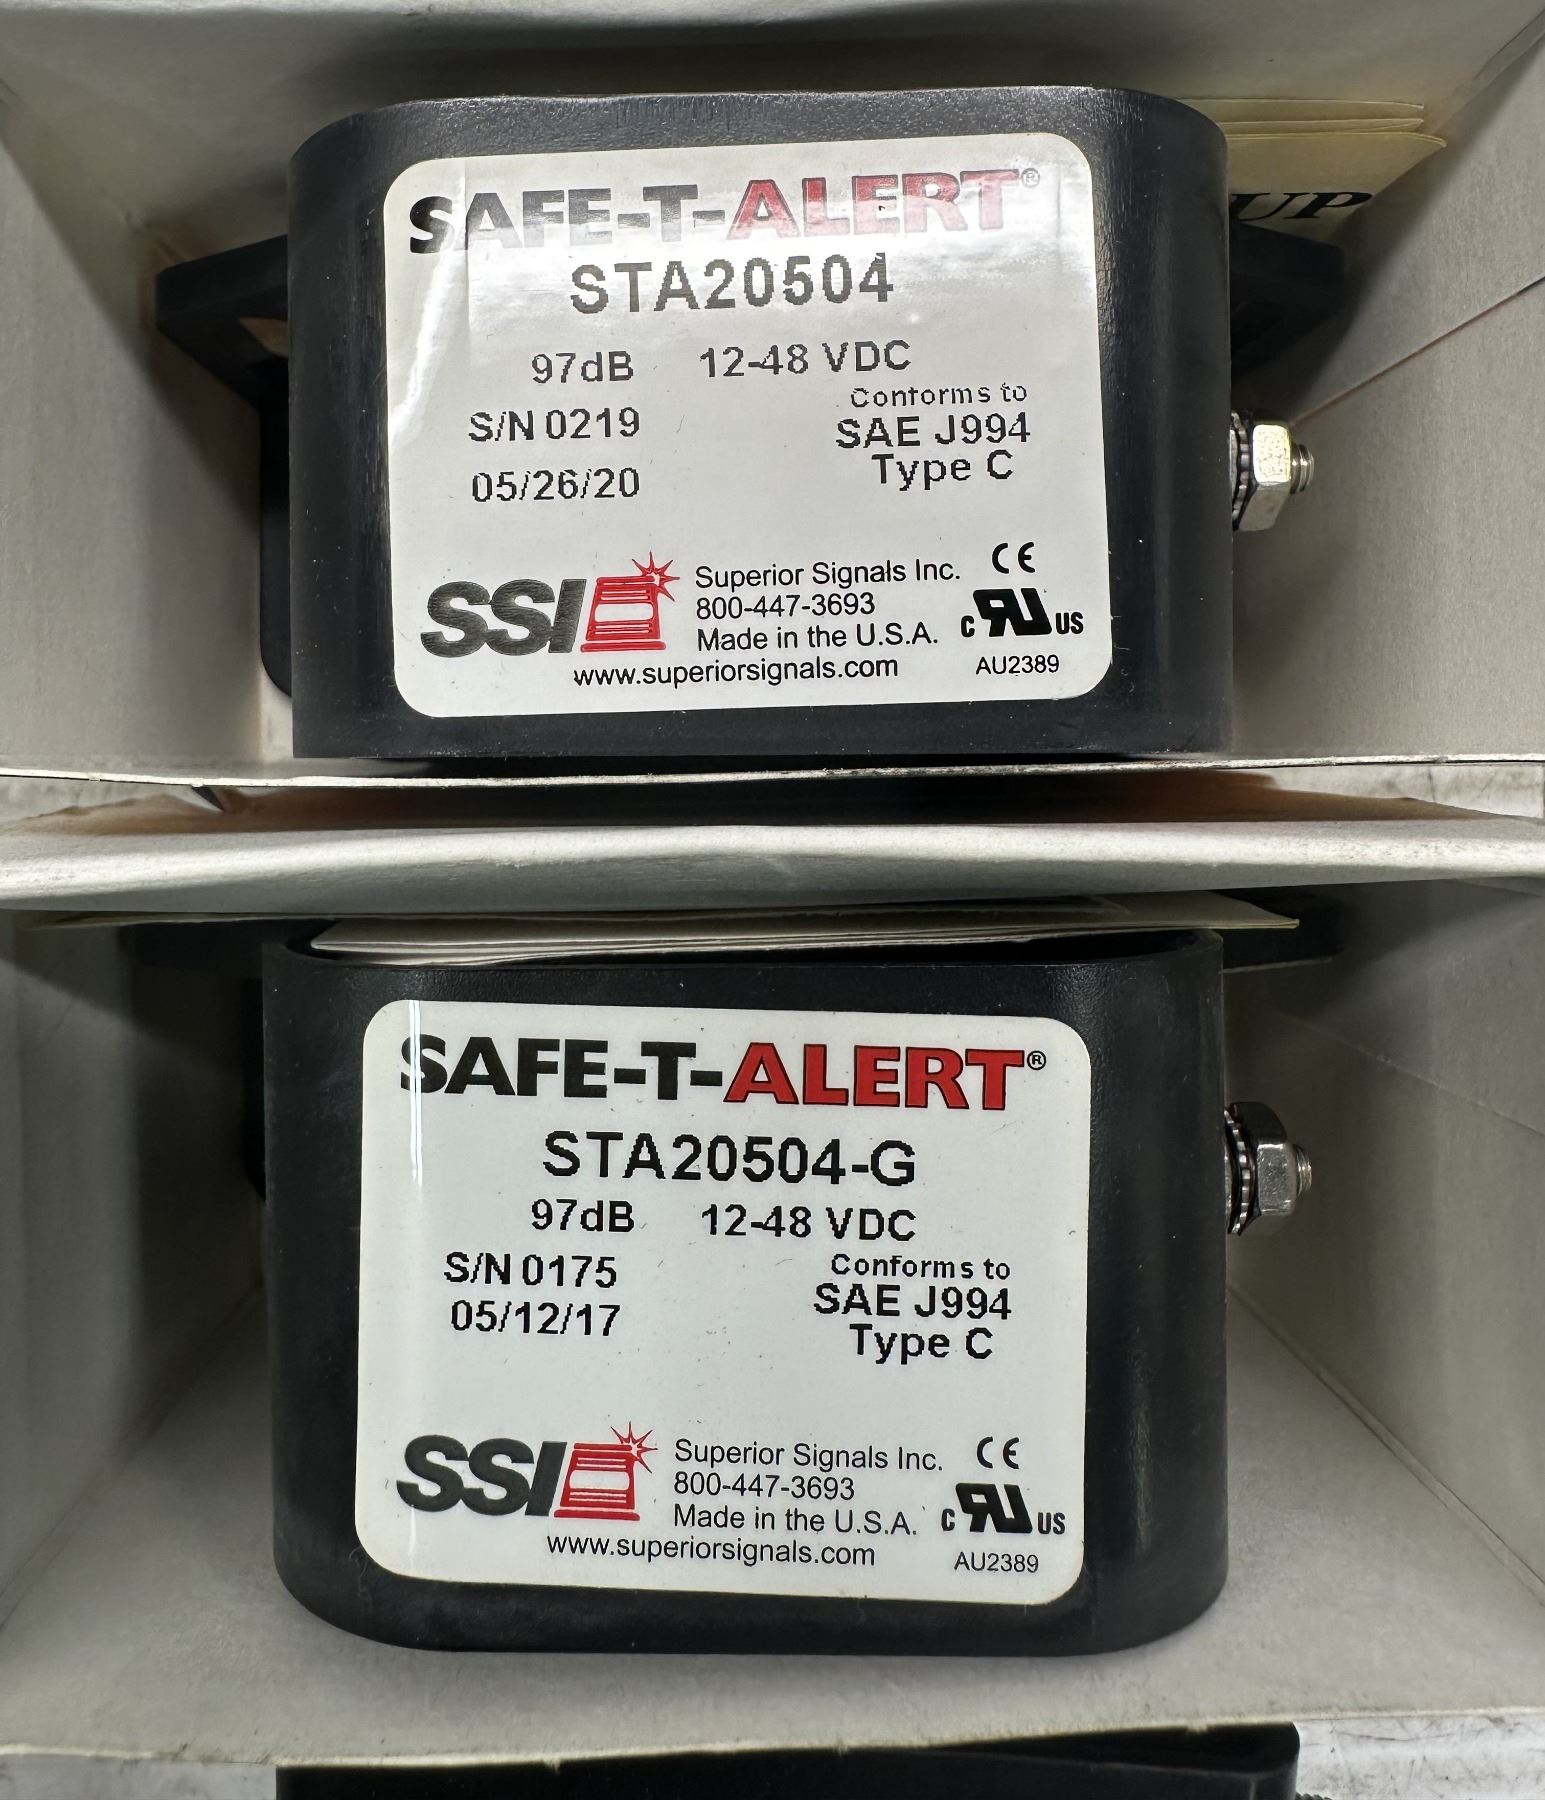 SAFE-T-ALERT®
UP
STA20504
97dB 12-48 VDC
Conforms to
S/N 0219
SAE J994
Type C
05/26/20
SSI
Superior Signals Inc.
800-447-3693
Made in the U.S.A.
www.superiorsignals.com
CE
c RU US
AU2389
SAFE-T-ALERT®
STA20504-G
97dB 12-48 VDC
S/N 0175
Conforms to
SAE J994
05/12/17
Type C
SSI
Superior Signals Inc.
800-447-3693
Made in the U.S.A.
www.superiorsignals.com
CE
c RU US
AU2389